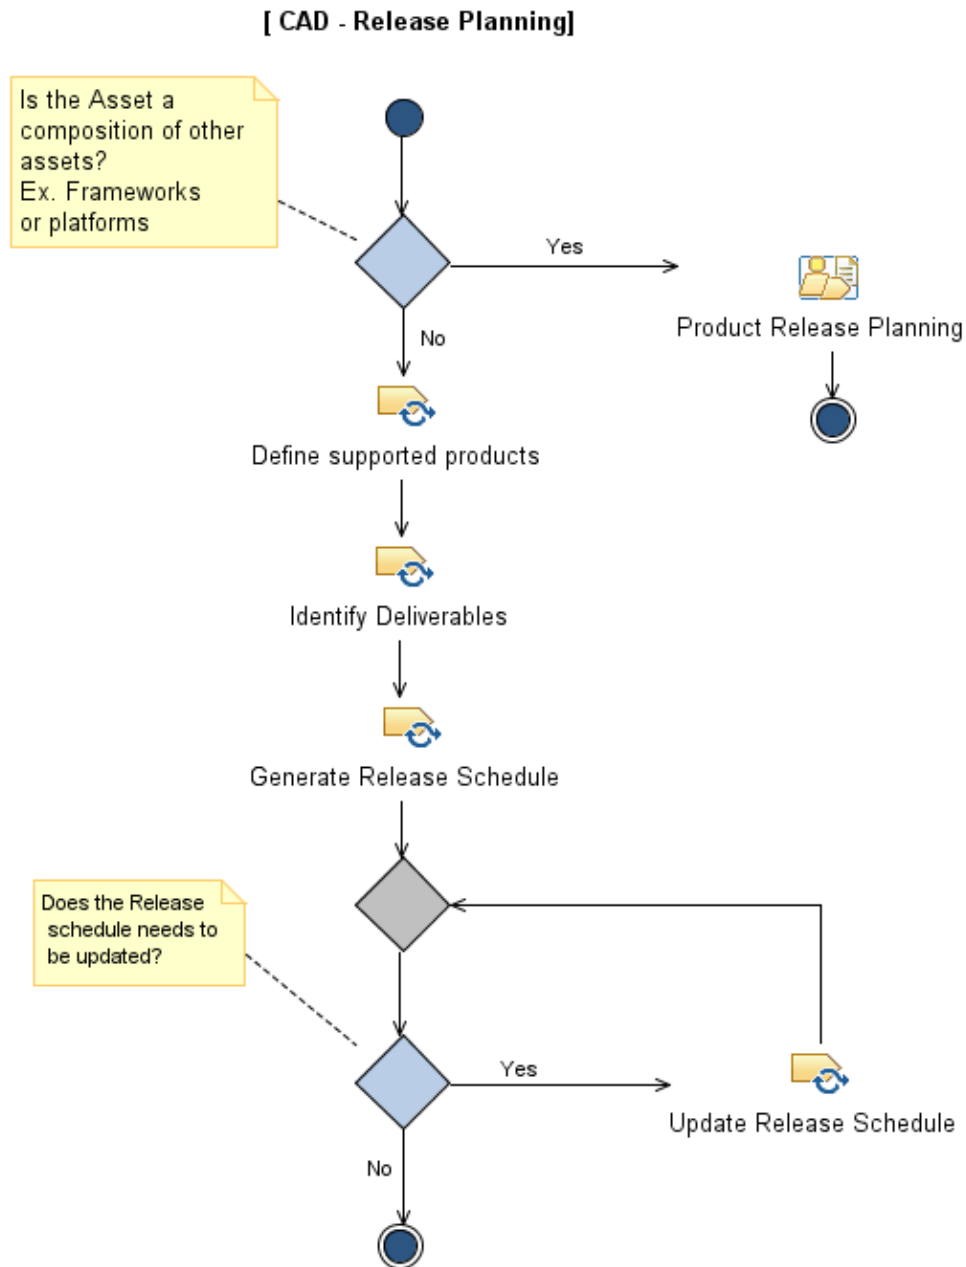 [ CAD - Release Planning]
Is the Asset a
composition of other
assets?
Ex. Frameworks
or platforms
Yes
No
Product Release Planning
Define supported products
Identify Deliverables
Generate Release Schedule
Does the Release
schedule needs to
be updated?
Yes
Update Release Schedule
No